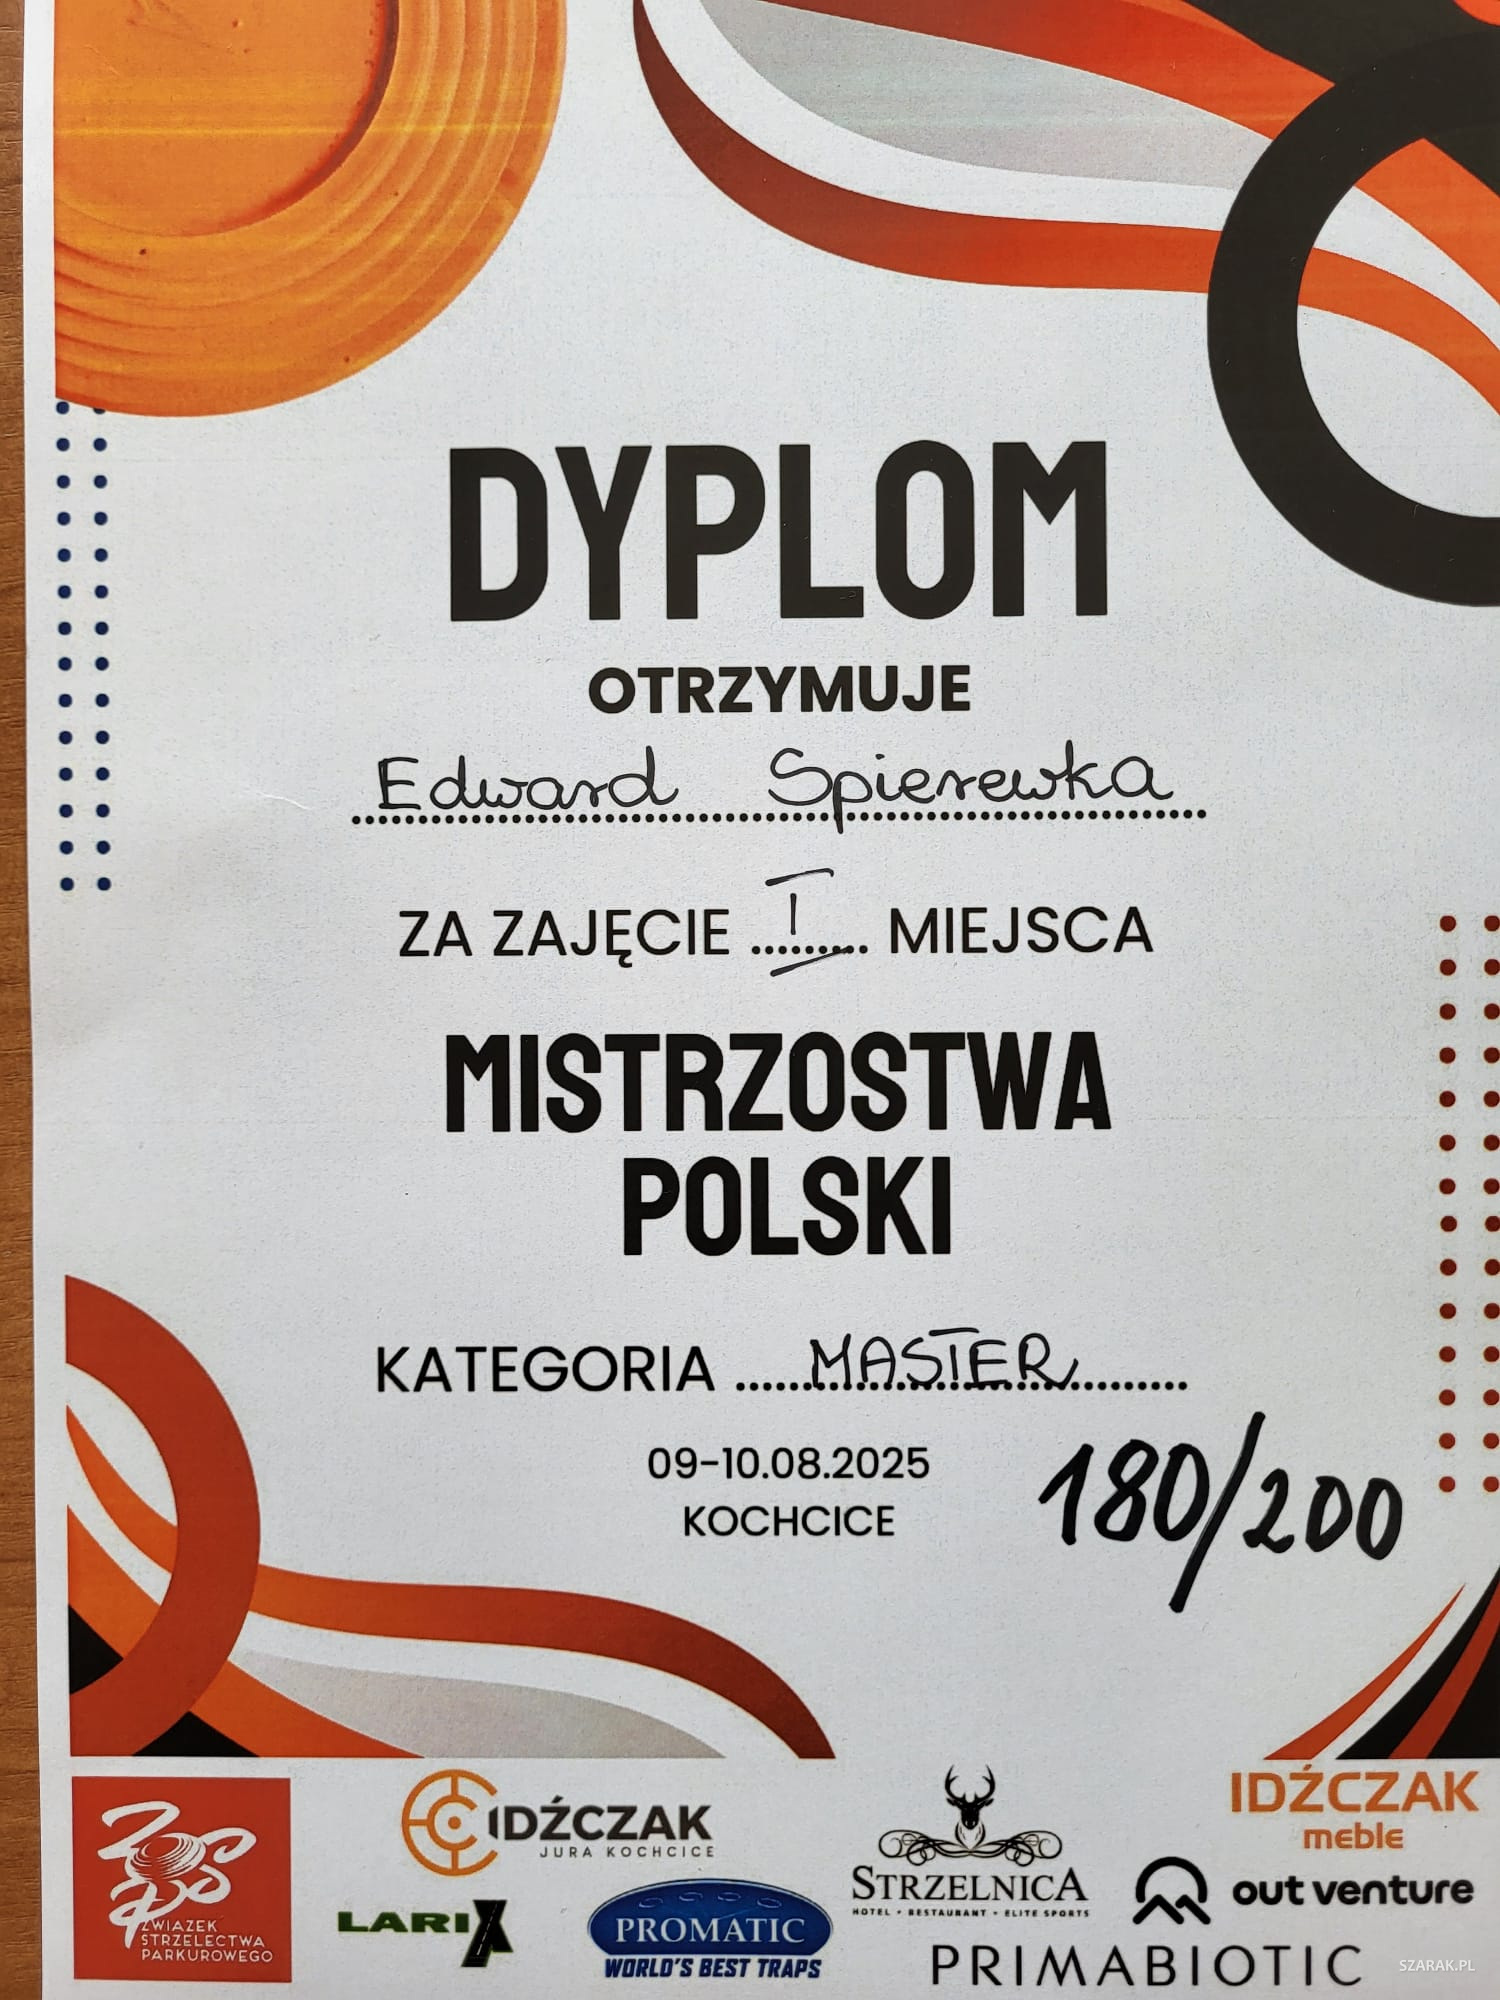 DYPLOM
OTRZYMUJE
Edward Spierewka
ZA ZAJĘCIE I MIEJSCA
MISTRZOSTWA
POLSKI
KATEGORIA MASTER
09-10.08.2025
KOCHCICE
180/200
ZSP
ZWIĄZEK
STRZELECTWA
PARKUROWEGO
IDŹCZAK
JURA KOCHCICE
LARIX
PROMATIC
WORLD'S BEST TRAPS
STRZELNICA
HOTEL • RESTAURANT • ELITE SPORTS
IDŹCZAK
meble
out venture
PRIMABIOTIC
SZARAK.PL